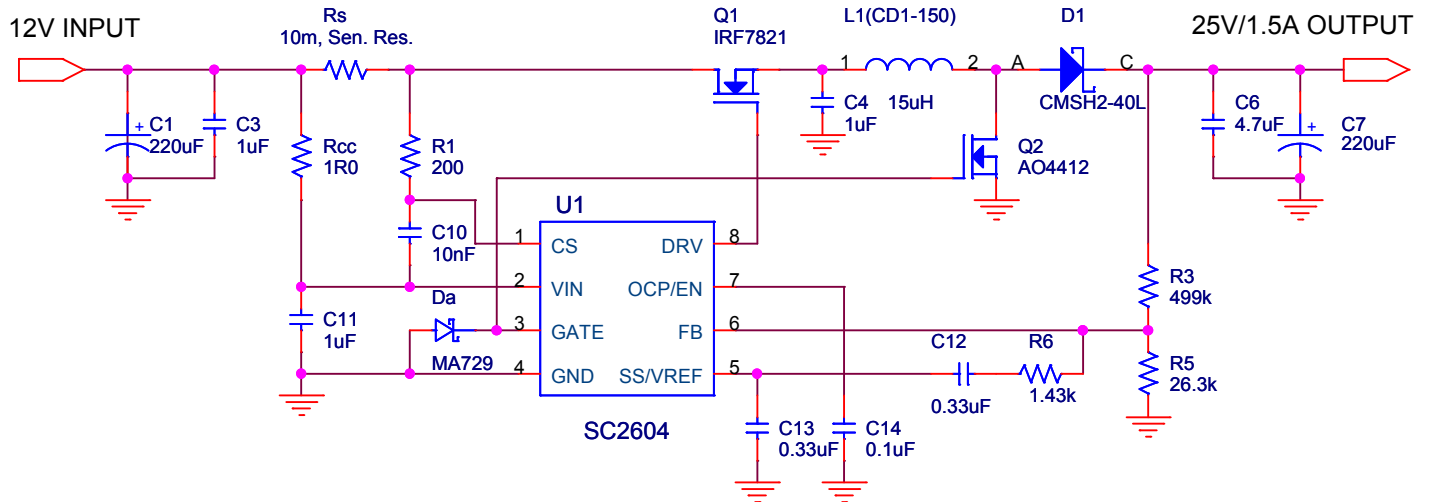 12V INPUT
Rs
10m, Sen. Res.
Q1
IRF7821
L1(CD1-150)
D1
25V/1.5A OUTPUT
1
2
A
C
15uH
CMSH2-40L
C4
1uF
+
C1
220uF
C3
1uF
Rcc
1R0
R1
200
Q2
AO4412
C6
4.7uF
+
C7
220uF
U1
C10
10nF
1
CS
DRV
8
2
VIN
OCP/EN
7
3
GATE
FB
6
4
GND
SS/VREF
5
SC2604
C11
1uF
Da
MA729
R3
499k
C12
0.33uF
R6
1.43k
R5
26.3k
C13
0.33uF
C14
0.1uF